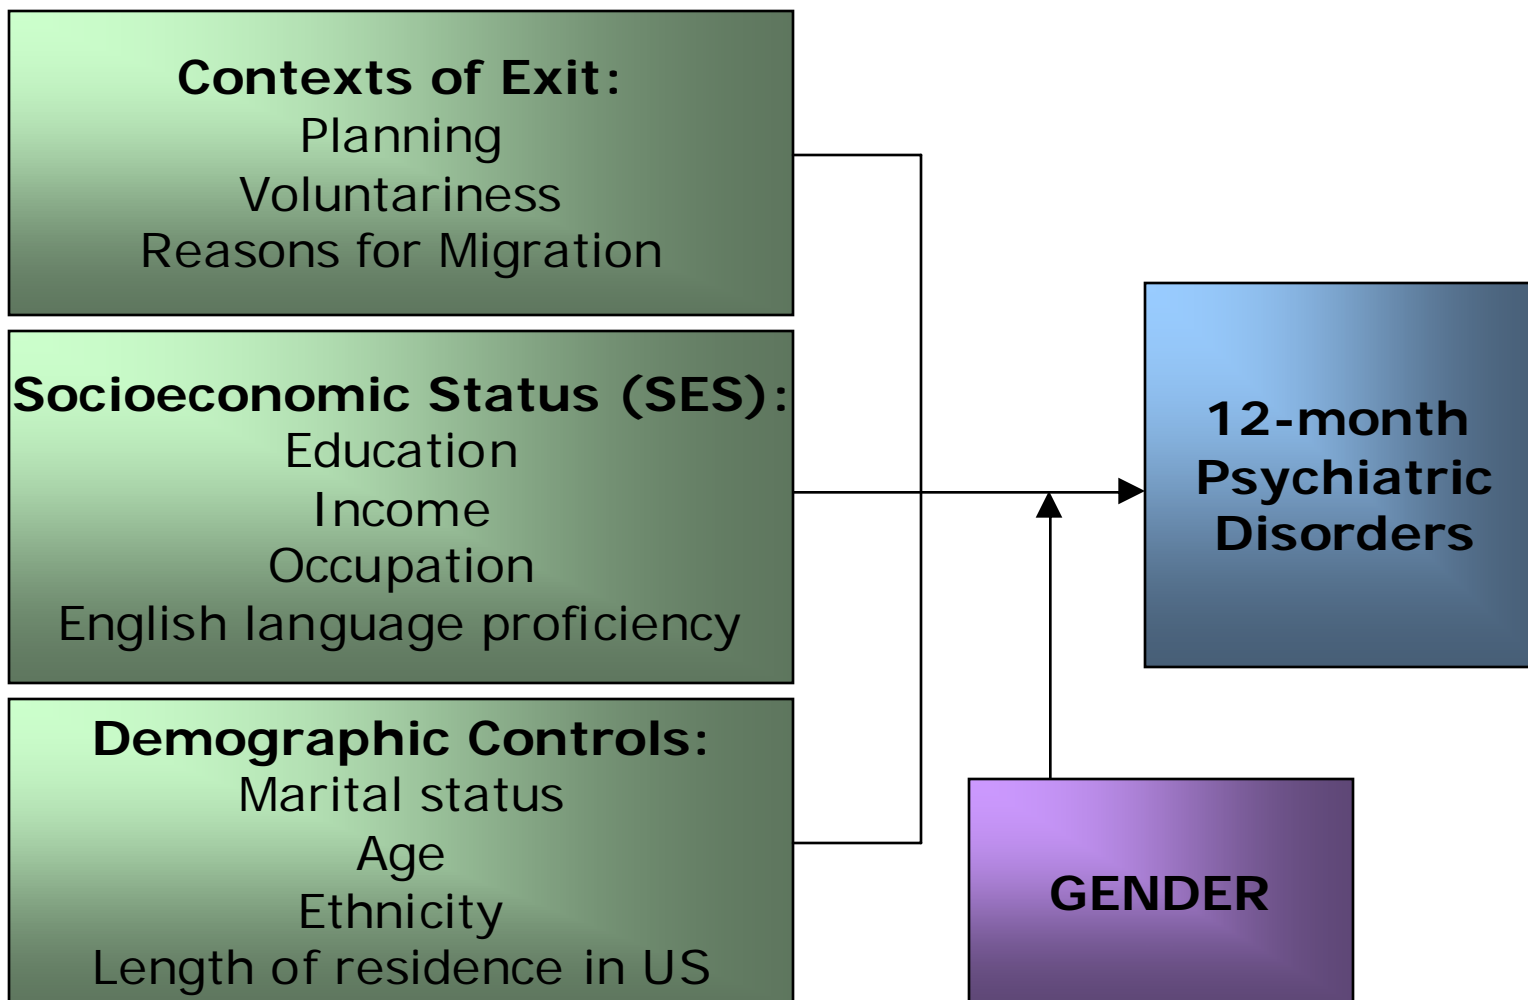 Contexts of Exit:
Planning
Voluntariness
Reasons for Migration
Socioeconomic Status (SES):
Education
Income
Occupation
English language proficiency
Demographic Controls:
Marital status
Age
Ethnicity
Length of residence in US
12-month
Psychiatric
Disorders
GENDER